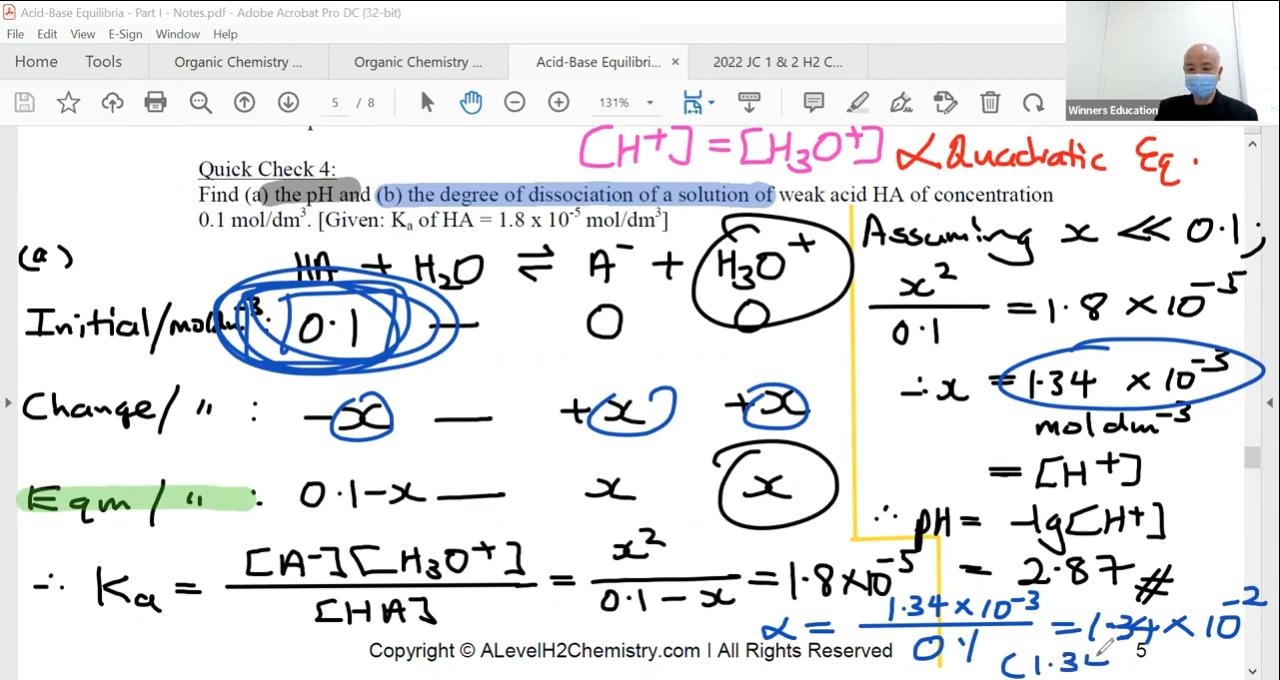 Acid-Base Equilibria - Part I - Notes.pdf - Adobe Acrobat Pro DC (32-bit)
File Edit View E-Sign Window Help
Home Tools Organic Chemistry ... Organic Chemistry ... Acid-Base Equilibri... × 2022 JC 1 & 2 H2 C...
5 / 8 131%
Winners Education
[H⁺] = [H₃O⁺] α Quadratic Eq.
Quick Check 4:
Find (a) the pH and (b) the degree of dissociation of a solution of weak acid HA of concentration
0.1 mol/dm³. [Given: Kₐ of HA = 1.8 x 10⁻⁵ mol/dm³]
(a) HA + H₂O ⇌ A⁻ + H₃O⁺
Initial/moldm⁻³: 0.1 — 0 0
Change/ " : -x — +x +x
Eqm/ " : 0.1-x — x x
∴ Ka = [A⁻][H₃O⁺] / [HA] = x² / 0.1-x = 1.8×10⁻⁵
Assuming x << 0.1;
x² / 0.1 = 1.8 × 10⁻⁵
∴ x = 1.34 × 10⁻³
moldm⁻³
= [H⁺]
∴ pH = -lg[H⁺]
= 2.87 #
α = 1.34×10⁻³ / 0.1 = 1.34×10⁻²
(1.34
Copyright © ALevelH2Chemistry.com | All Rights Reserved 5